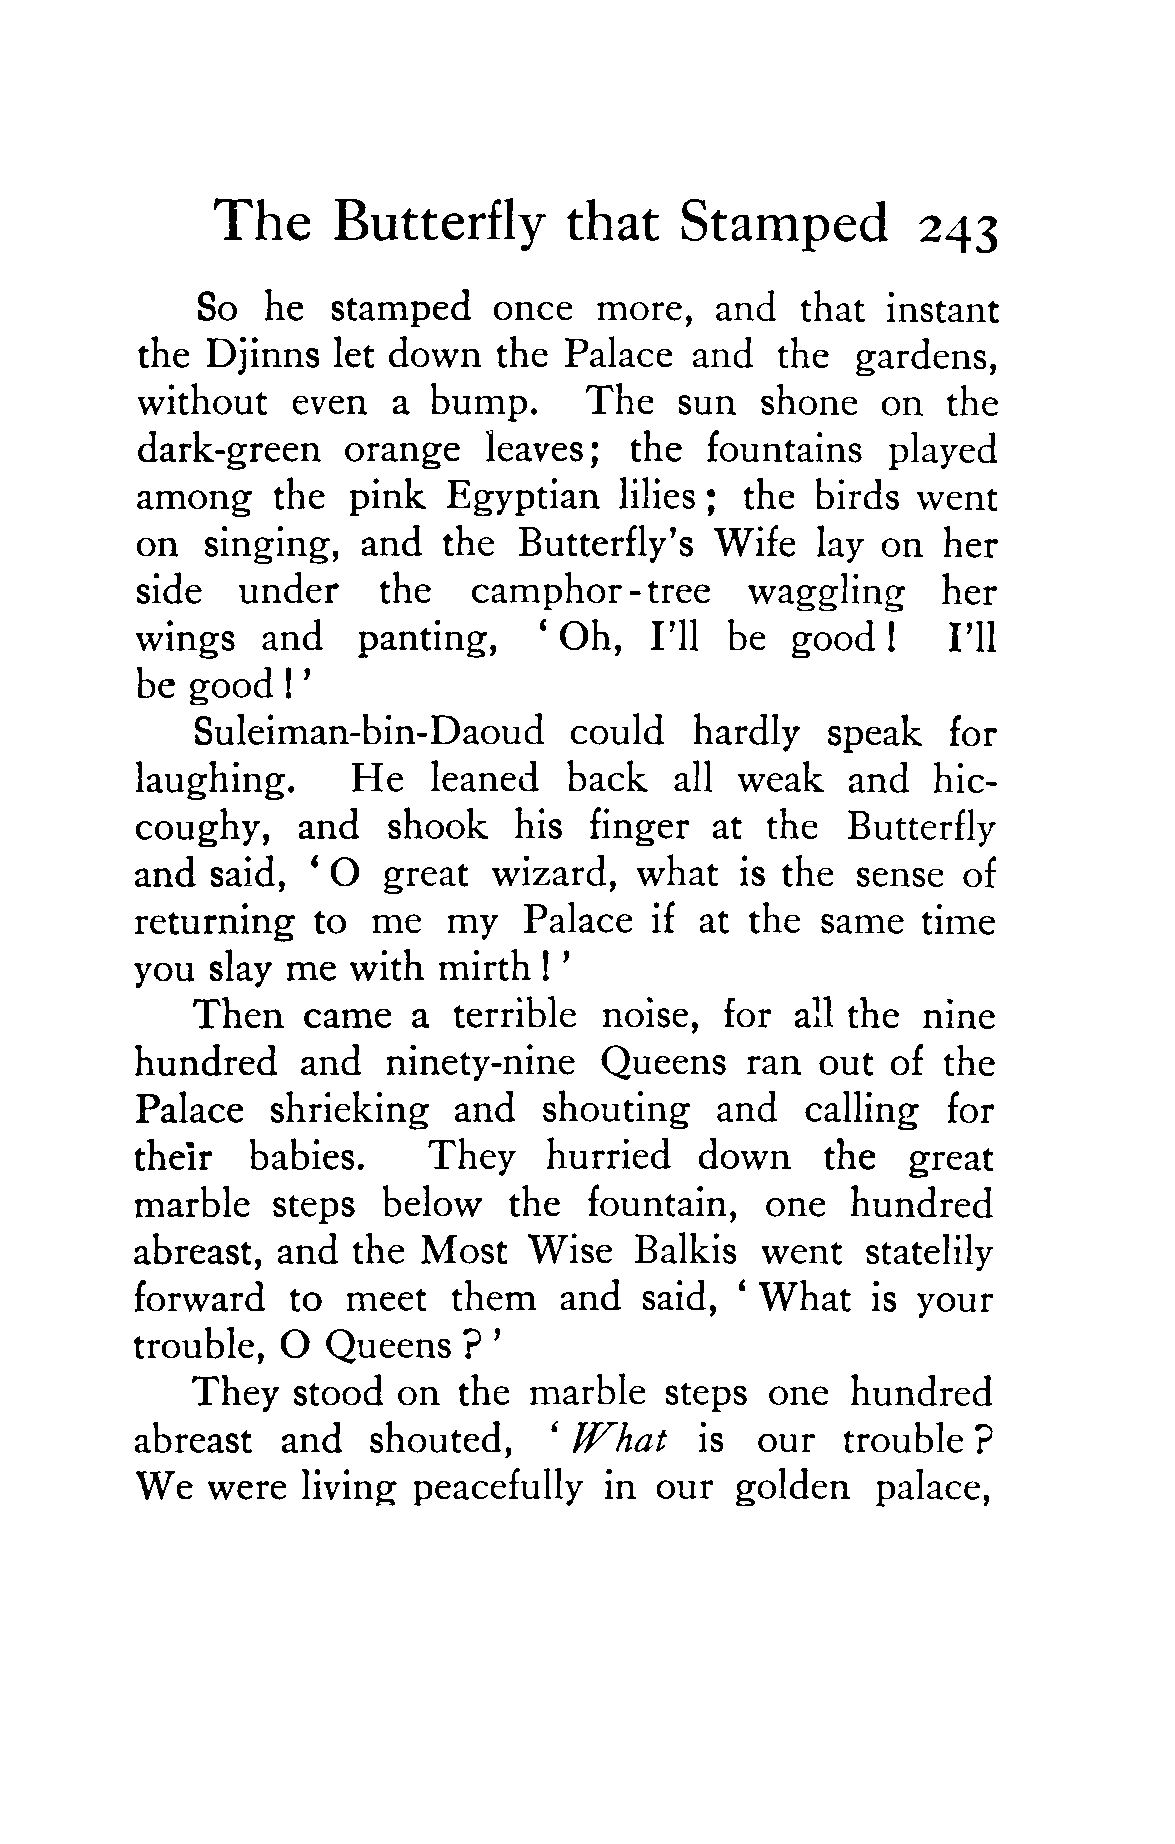 The Butterfly that Stamped 243
So he stamped once more, and that instant
the Djinns let down the Palace and the gardens,
without even a bump. The sun shone on the
dark-green orange leaves; the fountains played
among the pink Egyptian lilies ; the birds went
on singing, and the Butterfly's Wife lay on her
side under the camphor-tree waggling her
wings and panting, ‘ Oh, I'll be good ! I'll
be good ! ’
Suleiman-bin-Daoud could hardly speak for
laughing. He leaned back all weak and hic-
coughy, and shook his finger at the Butterfly
and said, ‘ O great wizard, what is the sense of
returning to me my Palace if at the same time
you slay me with mirth ! ’
Then came a terrible noise, for all the nine
hundred and ninety-nine Queens ran out of the
Palace shrieking and shouting and calling for
their babies. They hurried down the great
marble steps below the fountain, one hundred
abreast, and the Most Wise Balkis went statelily
forward to meet them and said, ‘ What is your
trouble, O Queens ? ’
They stood on the marble steps one hundred
abreast and shouted, ‘ What is our trouble ?
We were living peacefully in our golden palace,